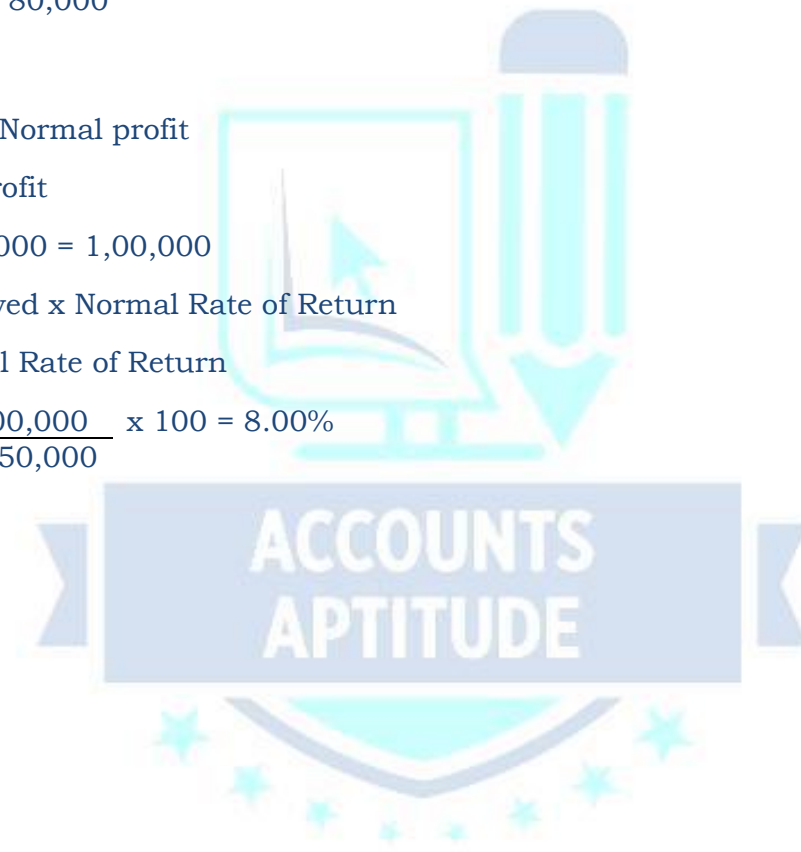 80,000
Normal profit
rofit
000 = 1,00,000
ved x Normal Rate of Return
l Rate of Return
00,000 x 100 = 8.00%
50,000
ACCOUNTS
APTITUDE